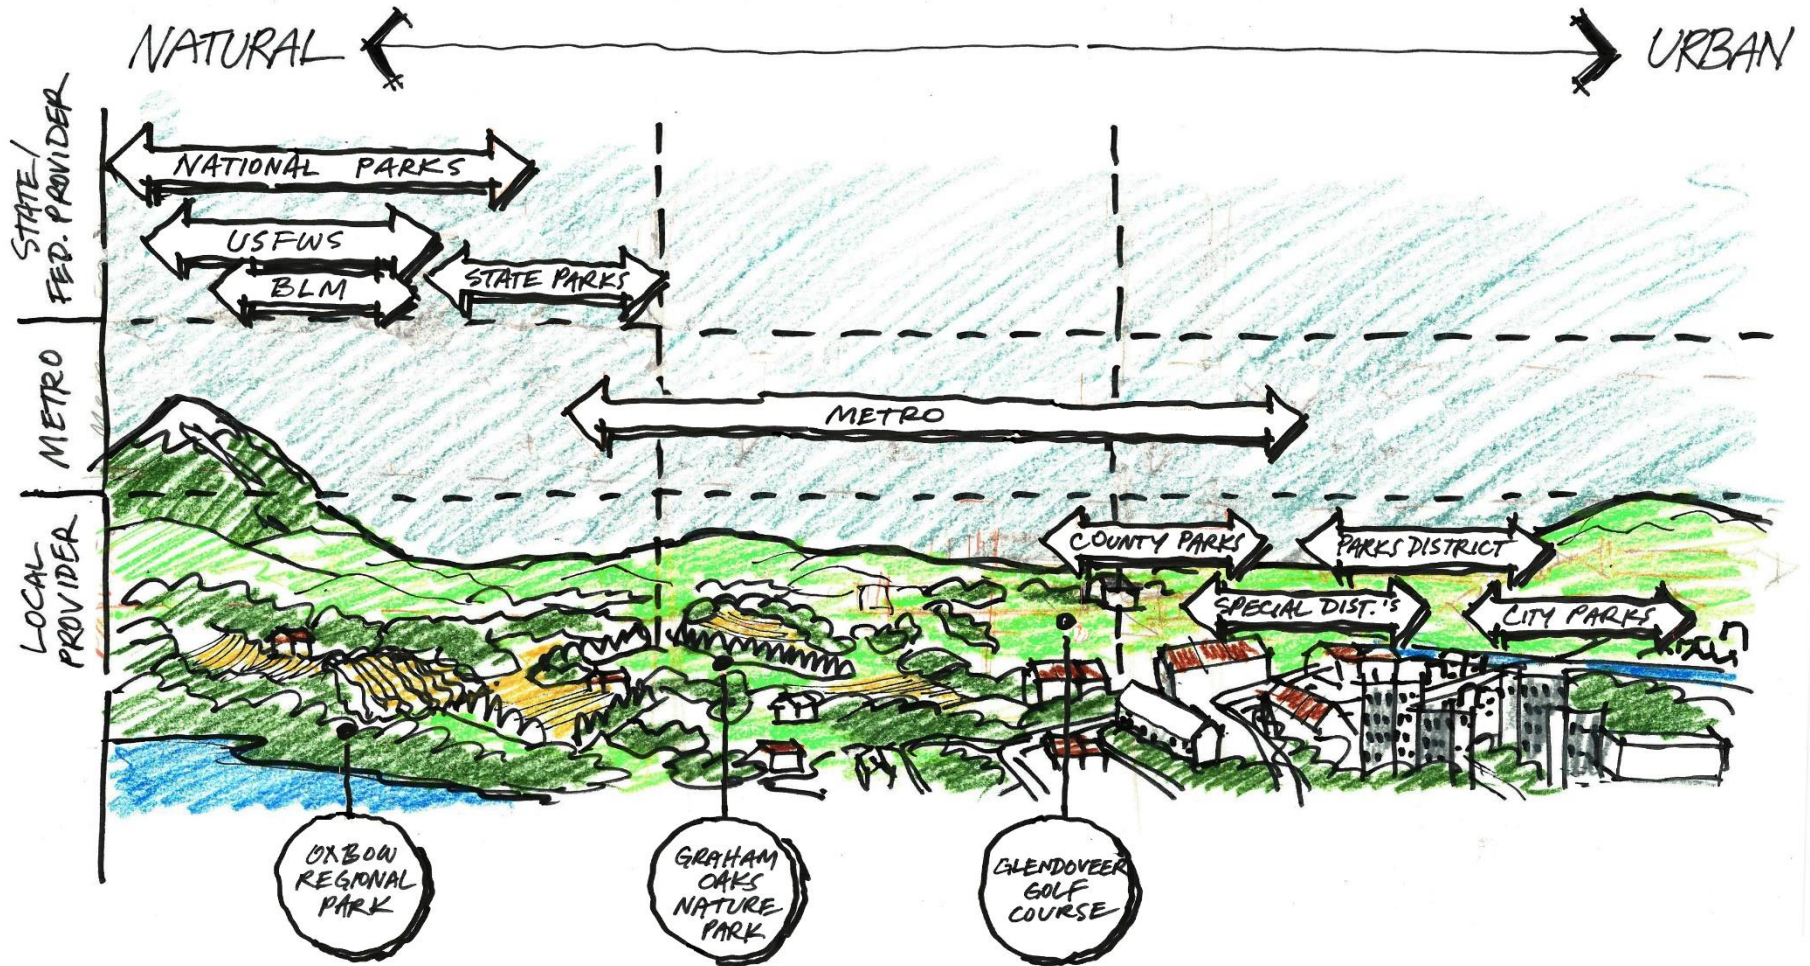 NATURAL
URBAN
STATE/
FED. PROVIDER
NATIONAL PARKS
USFWS
BLM
STATE PARKS
METRO
METRO
LOCAL
PROVIDER
COUNTY PARKS
PARKS DISTRICT
SPECIAL DIST.'S
CITY PARKS
OXBOW
REGIONAL
PARK
GRAHAM
OAKS
NATURE
PARK
GLENDOVEER
GOLF
COURSE